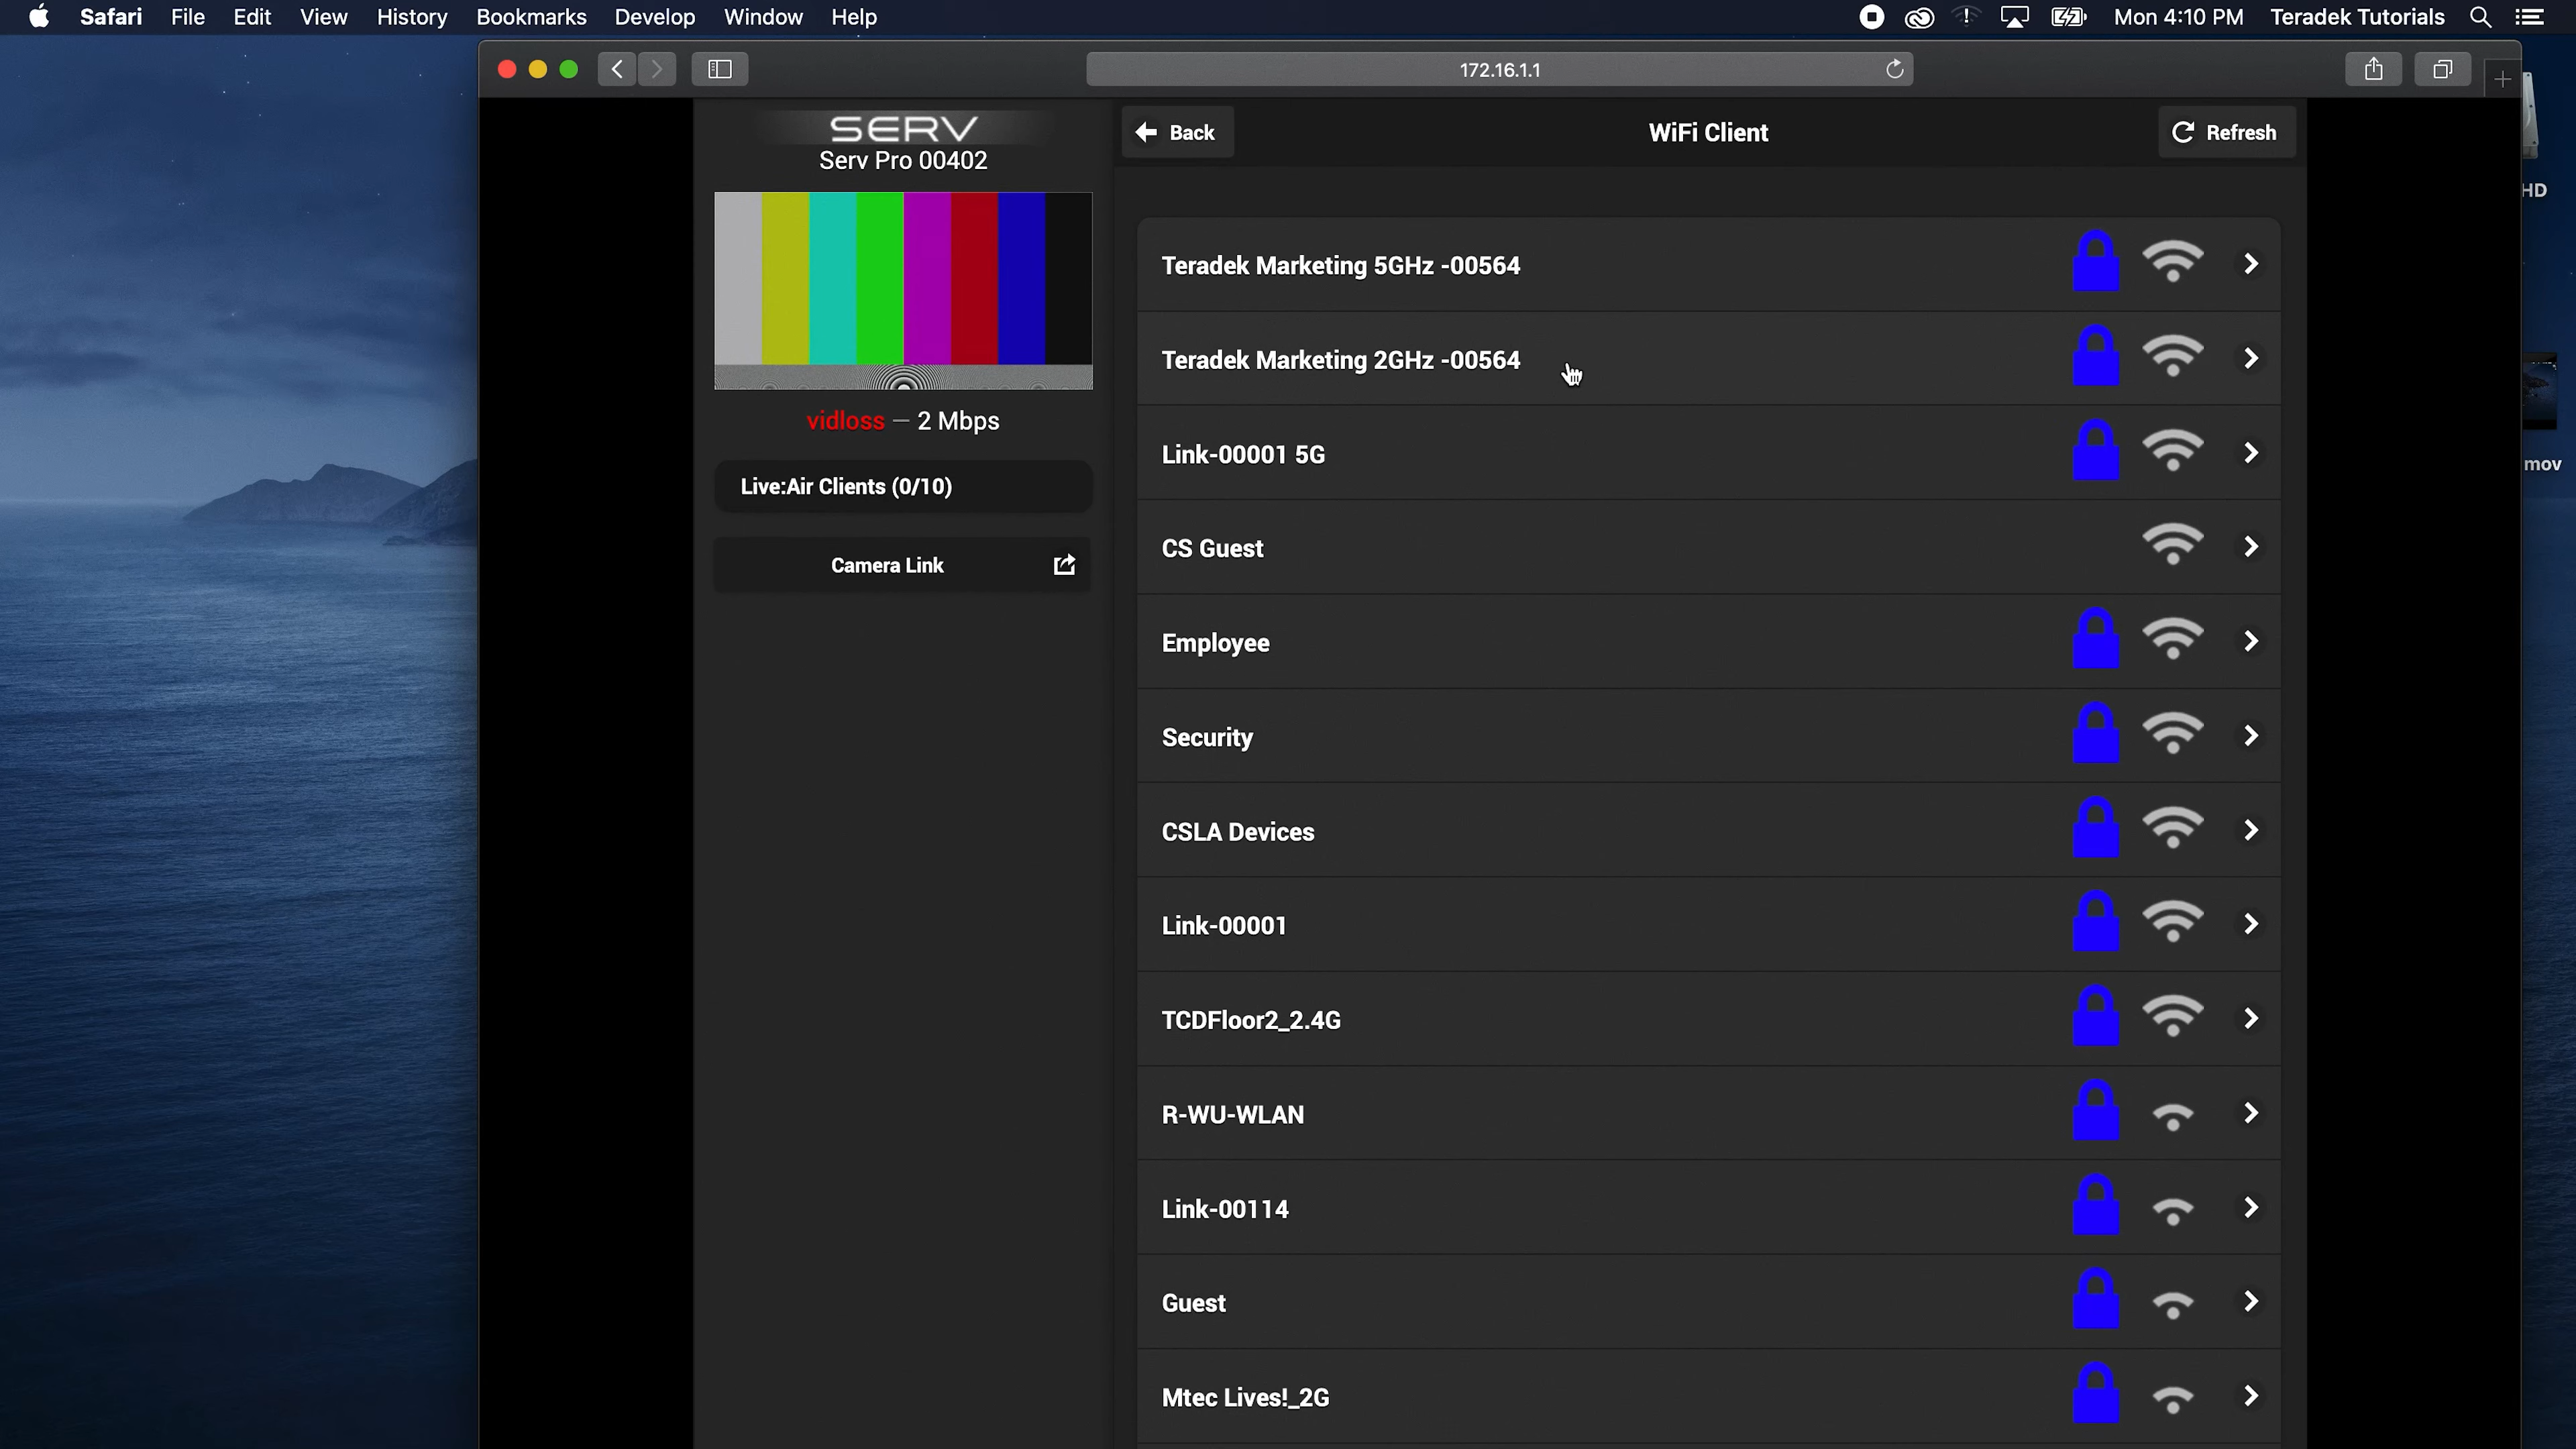 Safari File Edit View History Bookmarks Develop Window Help Mon 4:10 PM Teradek Tutorials
172.16.1.1
SERV
Serv Pro 00402
vidloss — 2 Mbps
Live:Air Clients (0/10)
Camera Link
Back WiFi Client Refresh
Teradek Marketing 5GHz -00564
Teradek Marketing 2GHz -00564
Link-00001 5G
CS Guest
Employee
Security
CSLA Devices
Link-00001
TCDFloor2_2.4G
R-WU-WLAN
Link-00114
Guest
Mtec Lives!_2G
HD
mov